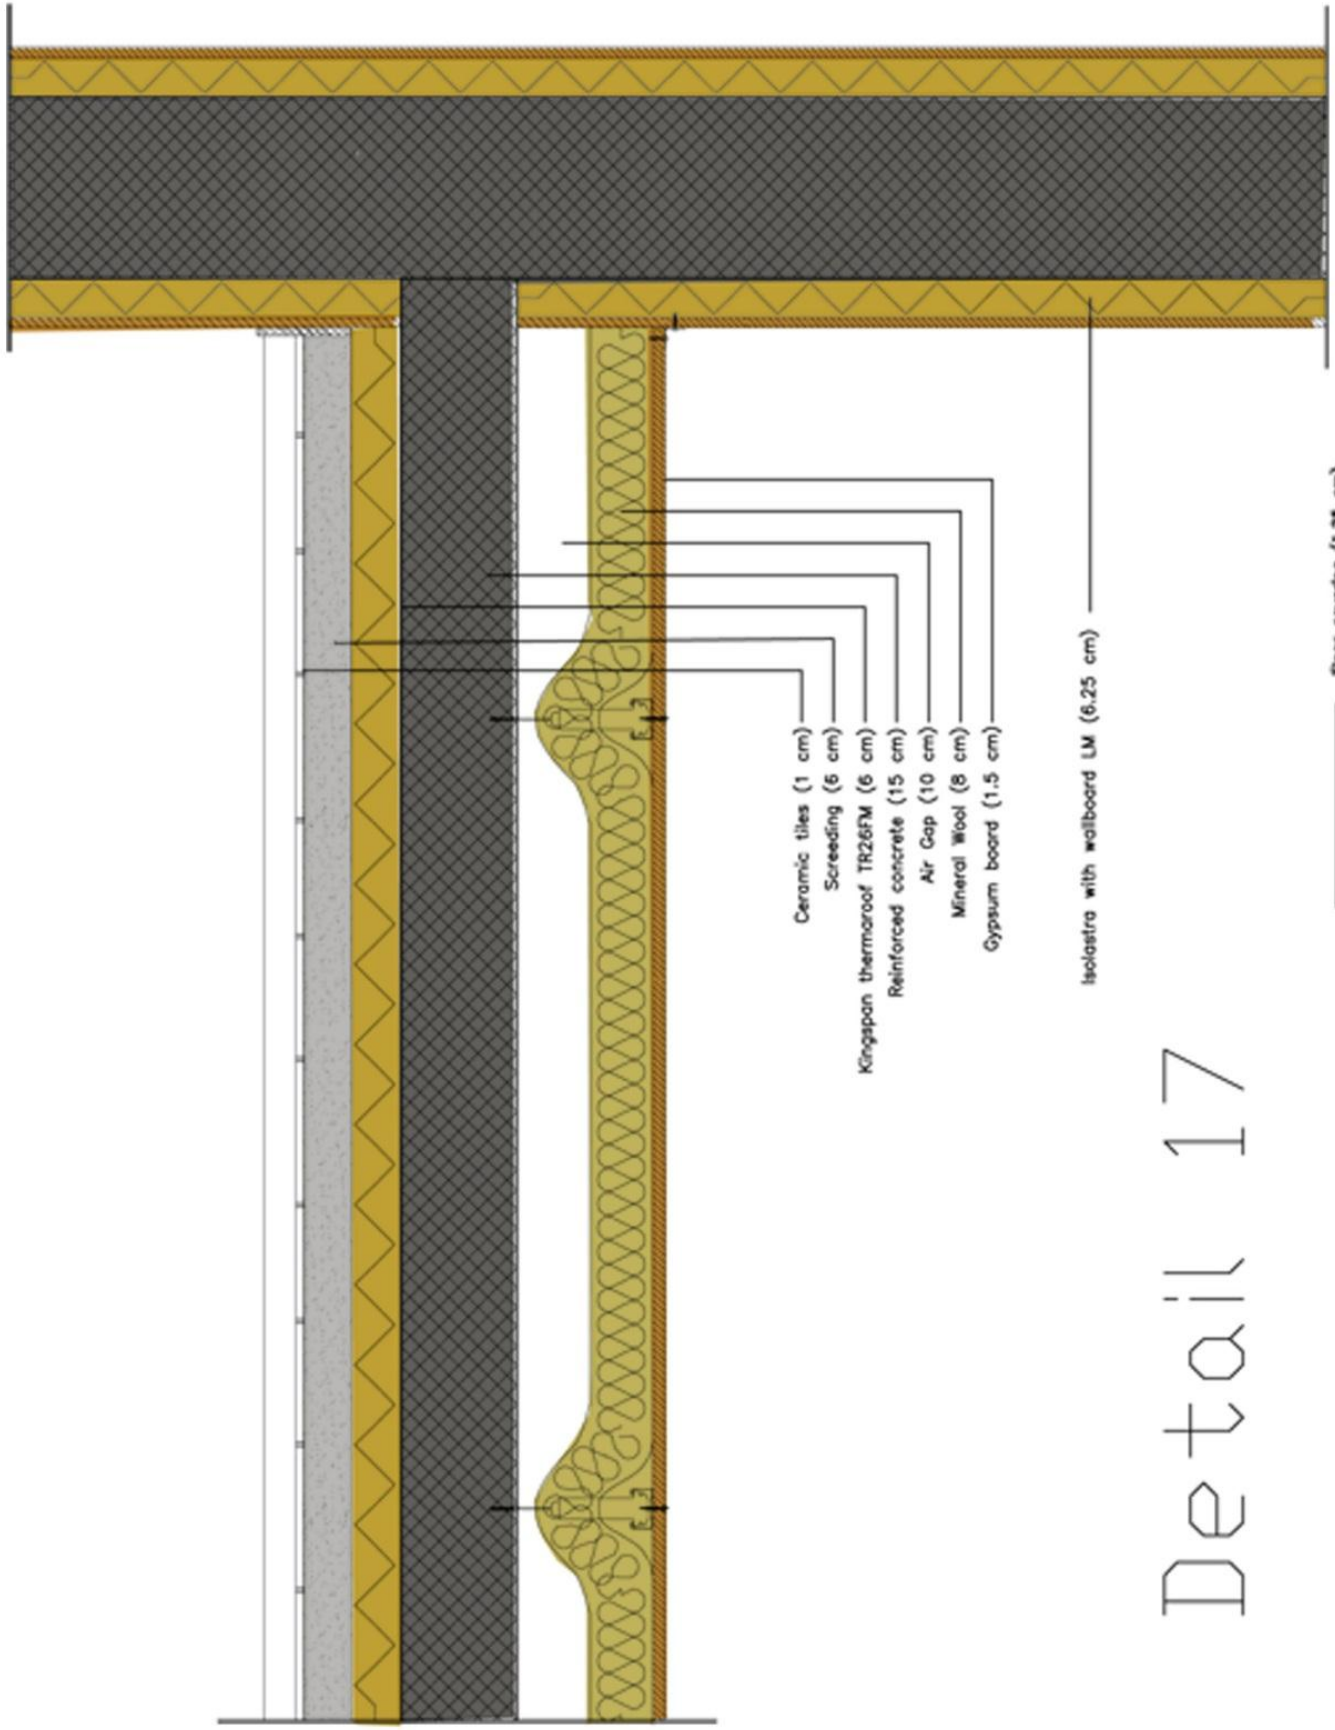 Ceramic tiles (1 cm)
Screeding (6 cm)
Kingspan thermaroof TR26FM (6 cm)
Reinforced concrete (15 cm)
Air Gap (10 cm)
Mineral Wool (8 cm)
Gypsum board (1.5 cm)
Isolastra with wallboard LM (6.25 cm)
Detail 17